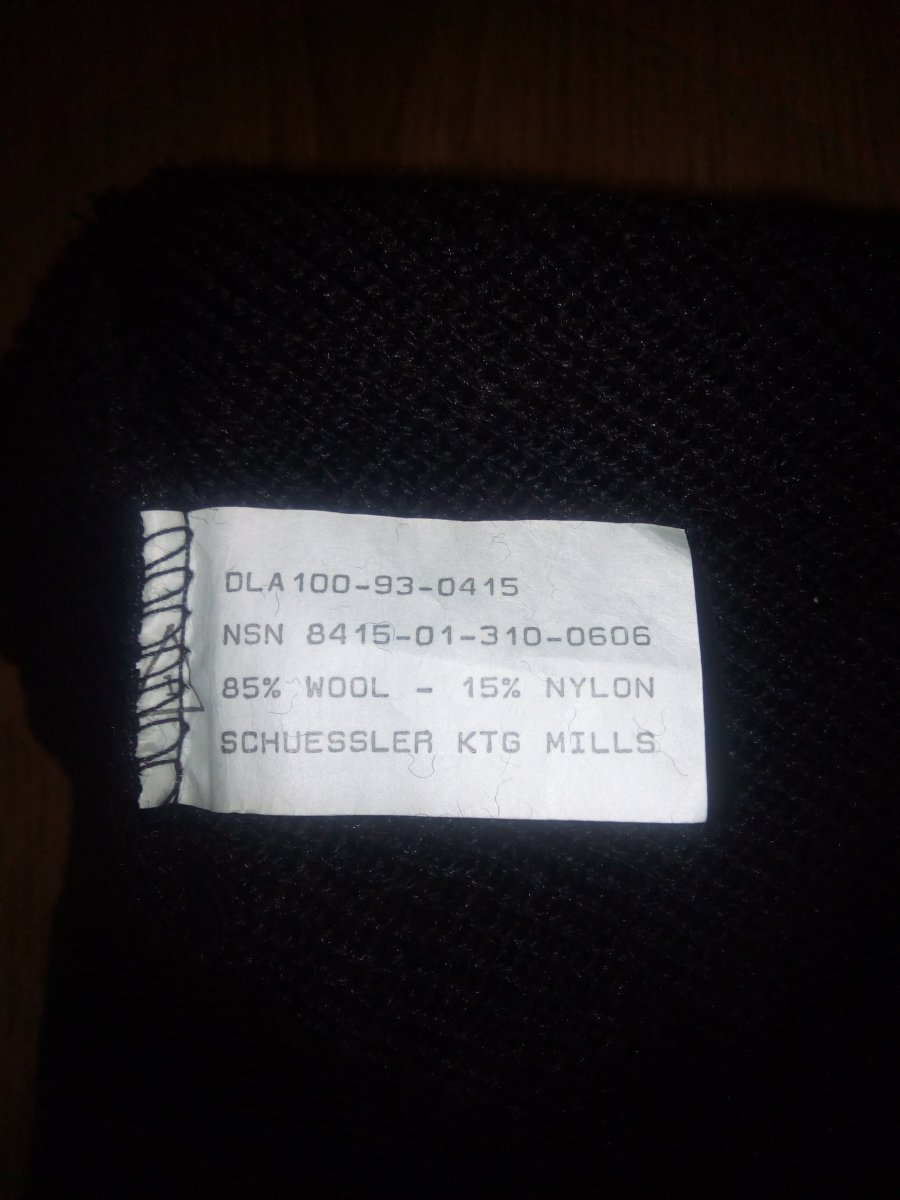 DLA100-93-0415
NSN 8415-01-310-0606
85% WOOL - 15% NYLON
SCHUESSLER KTG MILLS